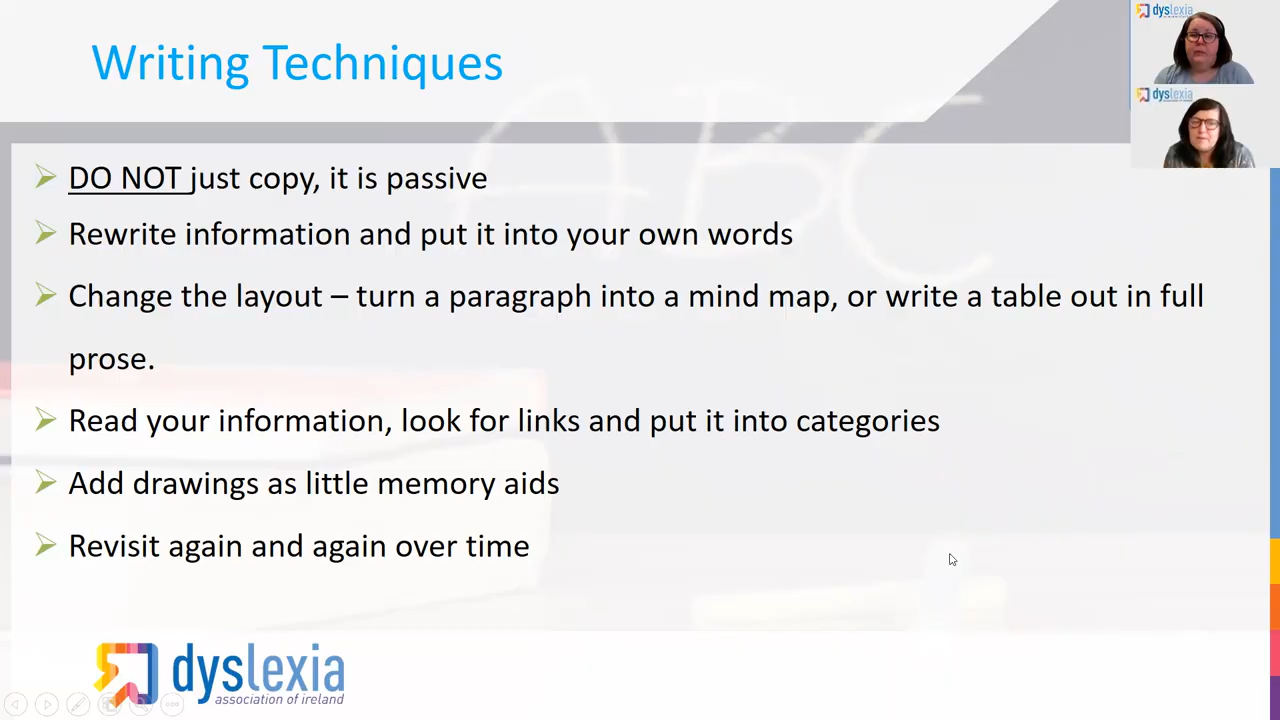 Writing Techniques
DO NOT just copy, it is passive
Rewrite information and put it into your own words
Change the layout – turn a paragraph into a mind map, or write a table out in full
prose.
Read your information, look for links and put it into categories
Add drawings as little memory aids
Revisit again and again over time
dyslexia
association of ireland
dyslexia
dyslexia
ABC